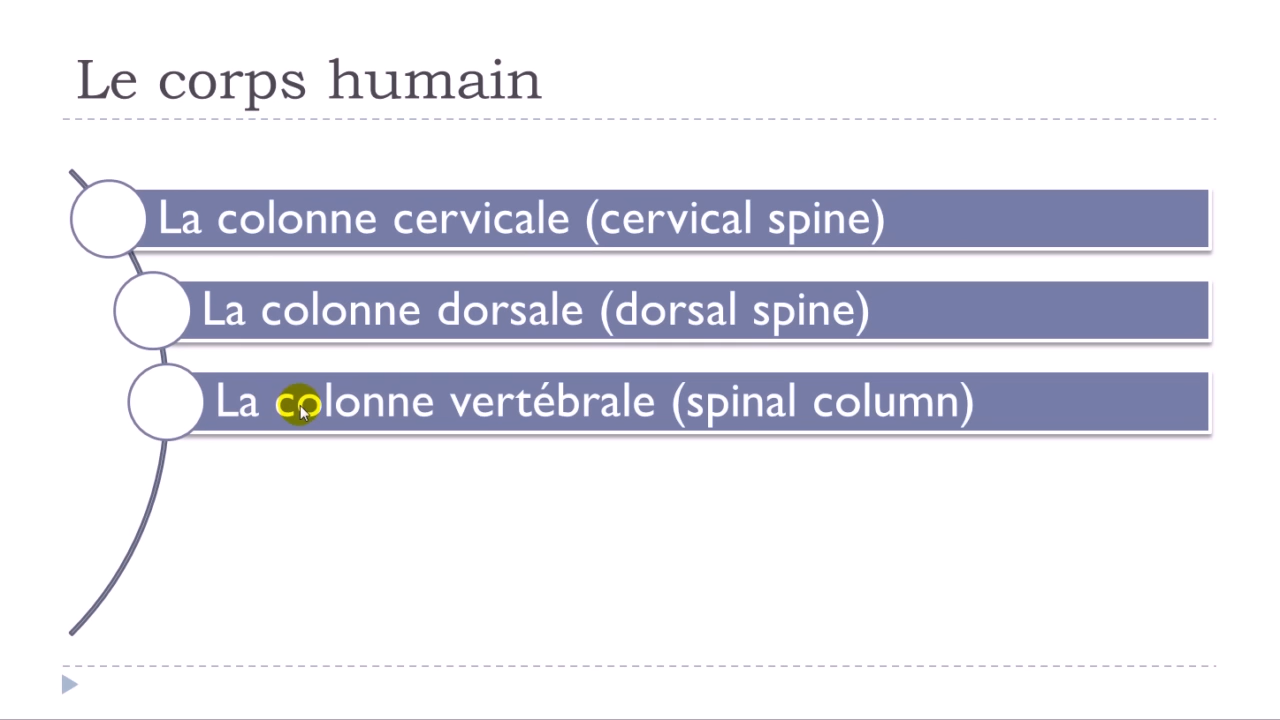 Le corps humain
La colonne cervicale (cervical spine)
La colonne dorsale (dorsal spine)
La colonne vertébrale (spinal column)